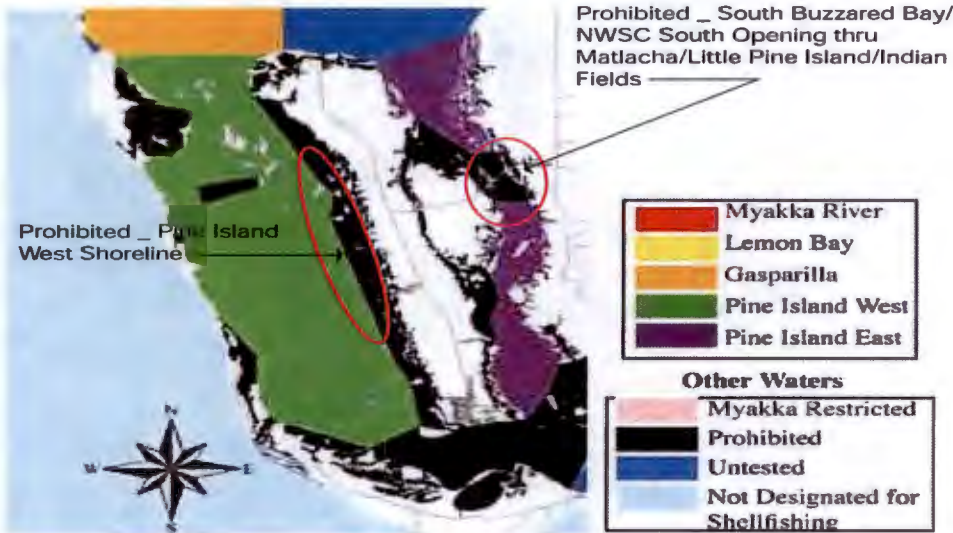 Prohibited _ South Buzzared Bay/
NWSC South Opening thru
Matlacha/Little Pine Island/Indian
Fields
Prohibited _ Pine Island
West Shoreline
Myakka River
Lemon Bay
Gasparilla
Pine Island West
Pine Island East
Other Waters
Myakka Restricted
Prohibited
Untested
Not Designated for
Shellfishing
N
W
E
S